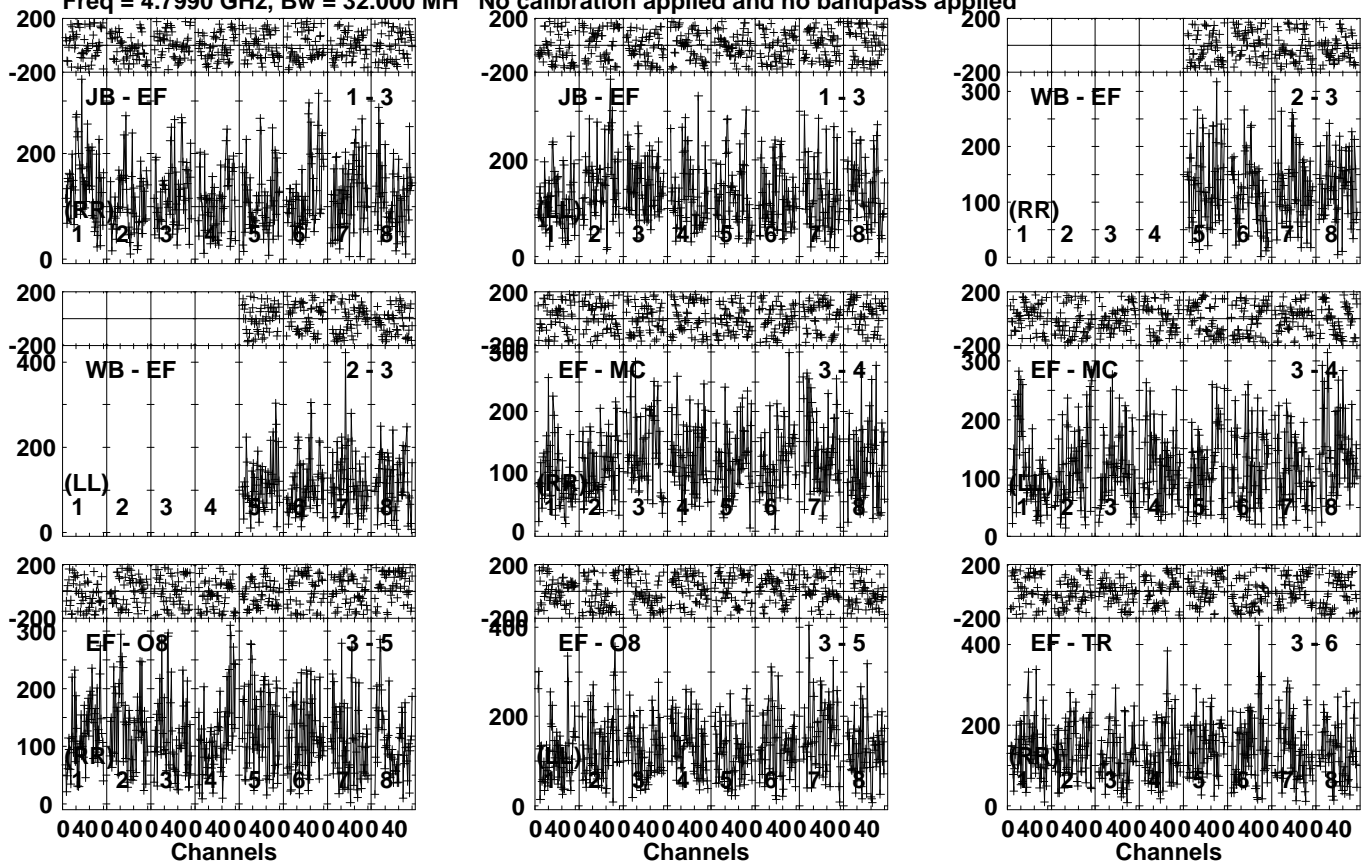 Freq = 4.7990 GHz, Bw = 32.000 MH No calibration applied and no bandpass applied
200 200 200
-200 -200
JB - EF 1 - 3 JB - EF 1 - 3 300 WB - EF 2 - 3
200 200 200
100
(RR) (LL) (RR)
1 2 3 4 5 6 7 8 1 2 3 4 5 6 7 8 1 2 3 4 5 6 7 8
0 0 0
200 200 200
-200 -200 -200
400 WB - EF 2 - 3 300 EF - MC 3 - 4 300 EF - MC 3 - 4
200 200 200
100 100
(LL) (RR) (LL)
1 2 3 4 5 6 7 8 1 2 3 4 5 6 7 8 1 2 3 4 5 6 7 8
0 0 0
200 200 200
-200 -200 -200
300 EF - O8 3 - 5 400 EF - O8 3 - 5 400 EF - TR 3 - 6
200 200 200
100
(RR) (LL) (RR)
1 2 3 4 5 6 7 8 1 2 3 4 5 6 7 8 1 2 3 4 5 6 7 8
0 0 0
0 40 0 40 0 40 0 40 0 40 0 40 0 40 40 0 40 0 40 0 40 0 40 0 40 0 40 0 40 40 0 40 0 40 0 40 0 40 0 40 0 40 0 40 40
Channels Channels Channels